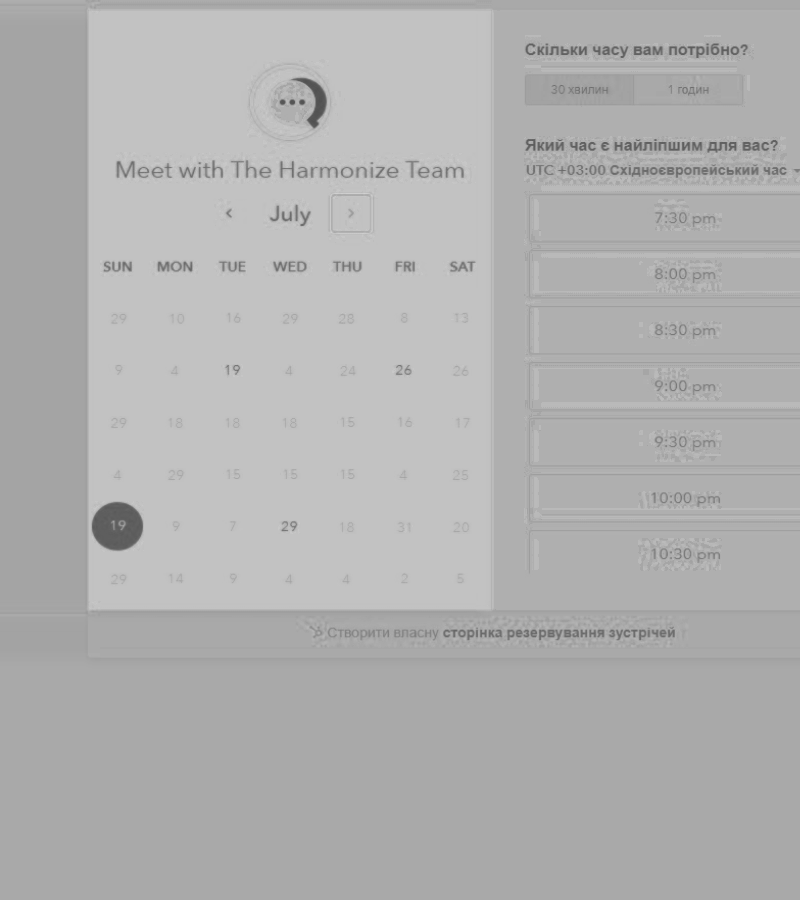 Meet with The Harmonize Team
July
SUN MON TUE WED THU FRI SAT
29 10 16 29 28 8 13
9 4 19 4 24 26 26
29 18 18 18 15 16 17
4 29 15 15 15 4 25
19 9 7 29 18 31 20
29 14 9 4 4 2 5
Скільки часу вам потрібно?
30 хвилин 1 годин
Який час є найліпшим для вас?
UTC +03:00 Східноєвропейський час
7:30 pm
8:00 pm
8:30 pm
9:00 pm
9:30 pm
10:00 pm
10:30 pm
Створити власну сторінка резервування зустрічей